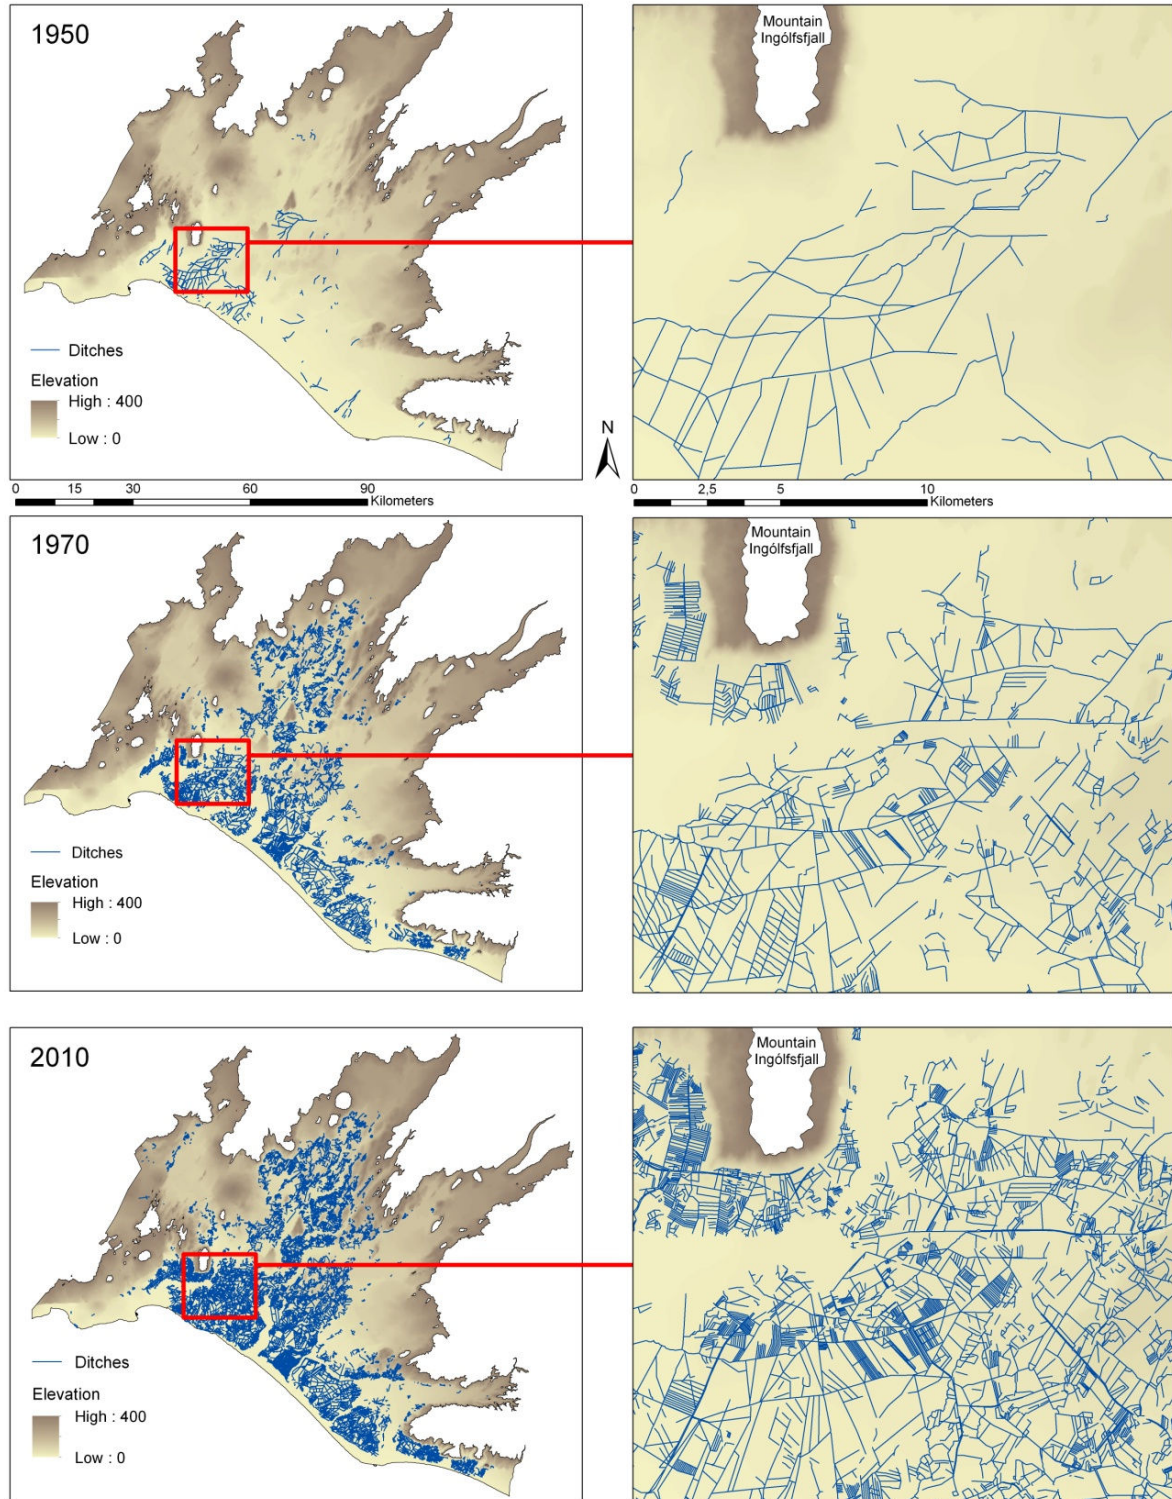 1950
Mountain
Ingólfsfjall
Ditches
Elevation
High : 400
Low : 0
N
0 15 30 60 90
Kilometers
0 2,5 5 10
Kilometers
1970
Mountain
Ingólfsfjall
Ditches
Elevation
High : 400
Low : 0
2010
Mountain
Ingólfsfjall
Ditches
Elevation
High : 400
Low : 0